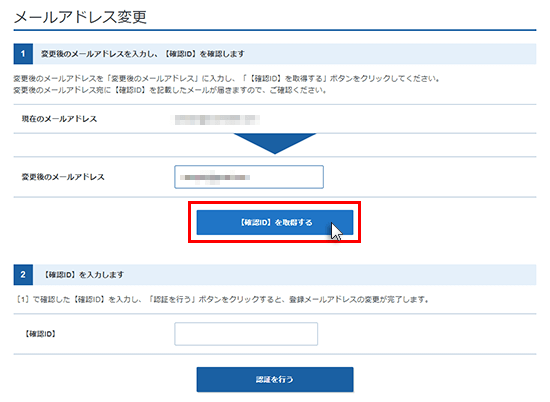 メールアドレス変更
1 変更後のメールアドレスを入力し、【確認ID】を確認します
変更後のメールアドレスを「変更後のメールアドレス」に入力し、「【確認ID】を取得する」ボタンをクリックしてください。
変更後のメールアドレス宛に【確認ID】を記載したメールが届きますので、ご確認ください。
現在のメールアドレス
変更後のメールアドレス
【確認ID】を取得する
2 【確認ID】を入力します
［1］で確認した【確認ID】を入力し、「認証を行う」ボタンをクリックすると、登録メールアドレスの変更が完了します。
【確認ID】
認証を行う